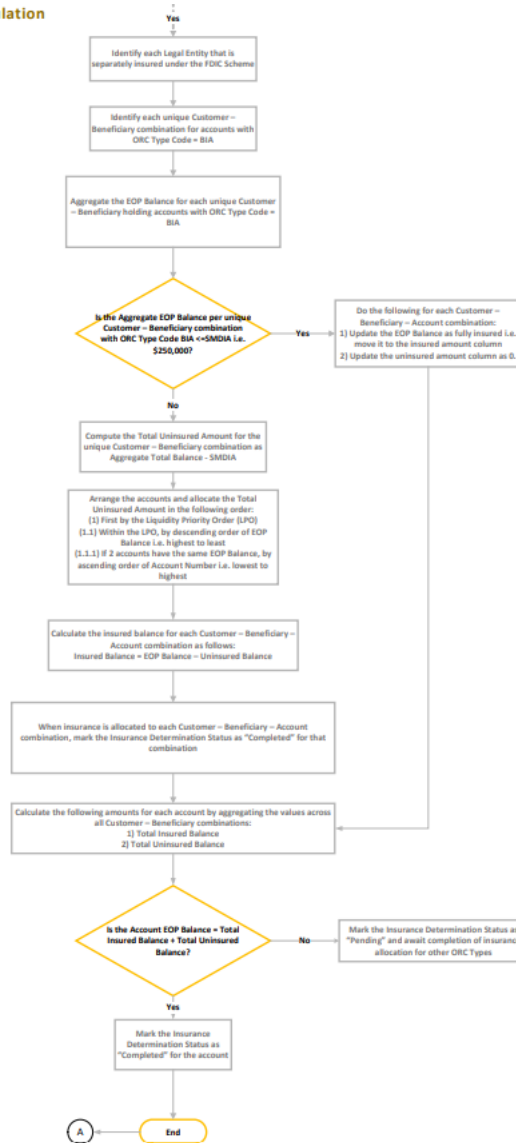 lation
Yes
Identify each Legal Entity that is
separately insured under the FDIC Scheme
Identify each unique Customer –
Beneficiary combination for accounts with
ORC Type Code = BIA
Aggregate the EOP Balance for each unique Customer
– Beneficiary holding accounts with ORC Type Code =
BIA
Is the Aggregate EOP Balance per unique
Customer – Beneficiary combination
with ORC Type Code BIA <=SMDIA i.e.
$250,000?
Yes
Do the following for each Customer –
Beneficiary – Account combination:
1) Update the EOP Balance as fully insured i.e.
move it to the insured amount column
2) Update the uninsured amount column as 0.
No
Compute the Total Uninsured Amount for the
unique Customer – Beneficiary combination as
Aggregate Total Balance - SMDIA
Arrange the accounts and allocate the Total
Uninsured Amount in the following order:
(1) First by the Liquidity Priority Order (LPO)
(1.1) Within the LPO, by descending order of EOP
Balance i.e. highest to least
(1.1.1) If 2 accounts have the same EOP Balance, by
ascending order of Account Number i.e. lowest to
highest
Calculate the insured balance for each Customer – Beneficiary –
Account combination as follows:
Insured Balance = EOP Balance – Uninsured Balance
When insurance is allocated to each Customer – Beneficiary – Account
combination, mark the Insurance Determination Status as "Completed" for that
combination
Calculate the following amounts for each account by aggregating the values across
all Customer – Beneficiary combinations:
1) Total Insured Balance
2) Total Uninsured Balance
Is the Account EOP Balance = Total
Insured Balance + Total Uninsured
Balance?
No
Mark the Insurance Determination Status as
"Pending" and await completion of insuranc
allocation for other ORC Types
Yes
Mark the Insurance
Determination Status as
"Completed" for the account
A
End